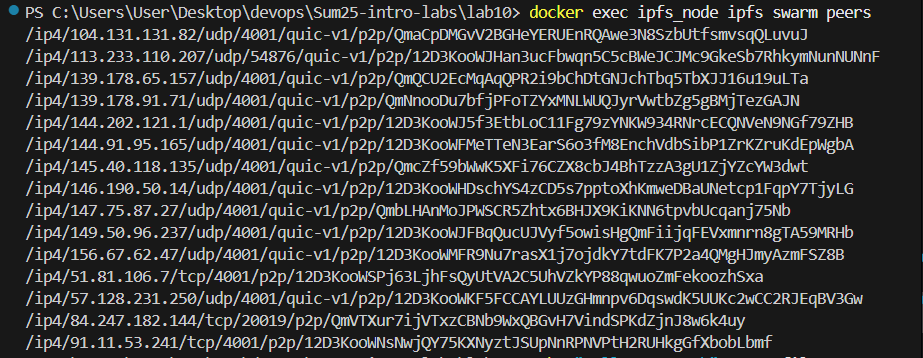 PS C:\Users\User\Desktop\devops\Sum25-intro-labs\lab10> docker exec ipfs_node ipfs swarm peers
/ip4/104.131.131.82/udp/4001/quic-v1/p2p/QmaCpDMGvV2BGHeYERUEnRQAwe3N8SzbUtfsmvsqQLuvuJ
/ip4/113.233.110.207/udp/54876/quic-v1/p2p/12D3KooWJHan3ucFbwqn5C5cBWeJCJMc9GkeSb7RhkymNunNUNnF
/ip4/139.178.65.157/udp/4001/quic-v1/p2p/QmQCU2EcMqAqQPR2i9bChDtGNJchTbq5TbXJJ16u19uLTa
/ip4/139.178.91.71/udp/4001/quic-v1/p2p/QmNnooDu7bfjPFoTZYxMNLWUQJyrVwtbZg5gBMjTezGAJN
/ip4/144.202.121.1/udp/4001/quic-v1/p2p/12D3KooWJ5f3EtbLoC11Fg79zYNKW934RNrcECQNVeN9NGf79ZHB
/ip4/144.91.95.165/udp/4001/quic-v1/p2p/12D3KooWFMeTTeN3EarS6o3fM8EnchVdbSibP1ZrKZruKdEpWgbA
/ip4/145.40.118.135/udp/4001/quic-v1/p2p/QmcZf59bWwK5XFi76CZX8cbJ4BhTzzA3gU1ZjYZcYW3dwt
/ip4/146.190.50.14/udp/4001/quic-v1/p2p/12D3KooWHDschYS4zCD5s7pptoXhKmweDBaUNetcp1FqpY7TjyLG
/ip4/147.75.87.27/udp/4001/quic-v1/p2p/QmbLHAnMoJPWSCR5Zhtx6BHJX9KiKNN6tpvbUcqanj75Nb
/ip4/149.50.96.237/udp/4001/quic-v1/p2p/12D3KooWJFBqQucUJVyf5owisHgQmFiijqFEVxmnrn8gTA59MRHb
/ip4/156.67.62.47/udp/4001/quic-v1/p2p/12D3KooWMFR9Nu7rasX1j7ojdkY7tdFK7P2a4QMgHJmyAzmFSZ8B
/ip4/51.81.106.7/tcp/4001/p2p/12D3KooWSPj63LjhFsQyUtVA2C5UhVZkYP88qwuoZmFekoozhSxa
/ip4/57.128.231.250/udp/4001/quic-v1/p2p/12D3KooWKF5FCCAYLUUzGHmnpv6DqswdK5UUKc2wCC2RJEqBV3Gw
/ip4/84.247.182.144/tcp/20019/p2p/QmVTXur7ijVTxzCBNb9WxQBGvH7VindSPKdZjnJ8w6k4uy
/ip4/91.11.53.241/tcp/4001/p2p/12D3KooWNsNwjQY75KXNyztJSUpNnRPNVPtH2RUHkgGfXbobLbmf